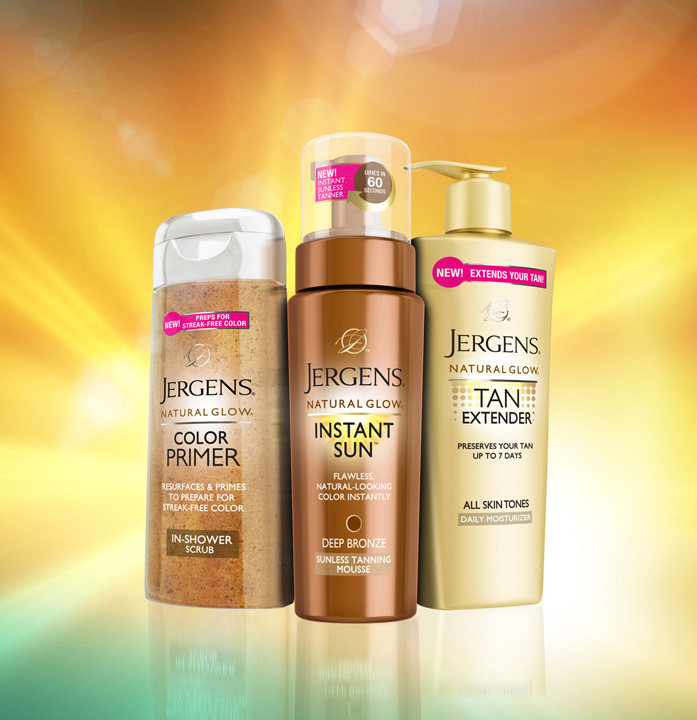 NEW! PREPS FOR
STREAK-FREE COLOR
JERGENS®
NATURAL GLOW®
COLOR
PRIMER
RESURFACES & PRIMES
TO PREPARE FOR
STREAK-FREE COLOR
IN-SHOWER
SCRUB
NEW!
INSTANT
SUNLESS
TANNER
DRIES IN
60
SECONDS
JERGENS®
NATURAL GLOW®
INSTANT
SUN™
FLAWLESS,
NATURAL-LOOKING
COLOR INSTANTLY
DEEP BRONZE
SUNLESS TANNING
MOUSSE
NEW! EXTENDS YOUR TAN!
JERGENS®
NATURAL GLOW®
TAN
EXTENDER
PRESERVES YOUR TAN
UP TO 7 DAYS
ALL SKIN TONES
DAILY MOISTURIZER